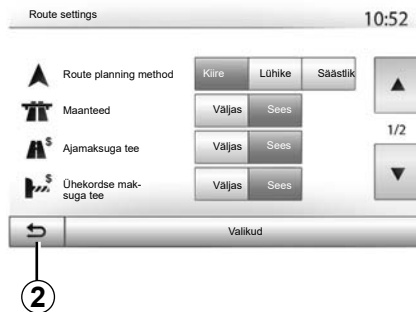 Route settings 10:52
Route planning method Kiire Lühike Säästlik
Maanteed Väljas Sees
$ Ajamaksuga tee Väljas Sees
1/2
$ Ühekordse mak-
suga tee Väljas Sees
Valikud
2